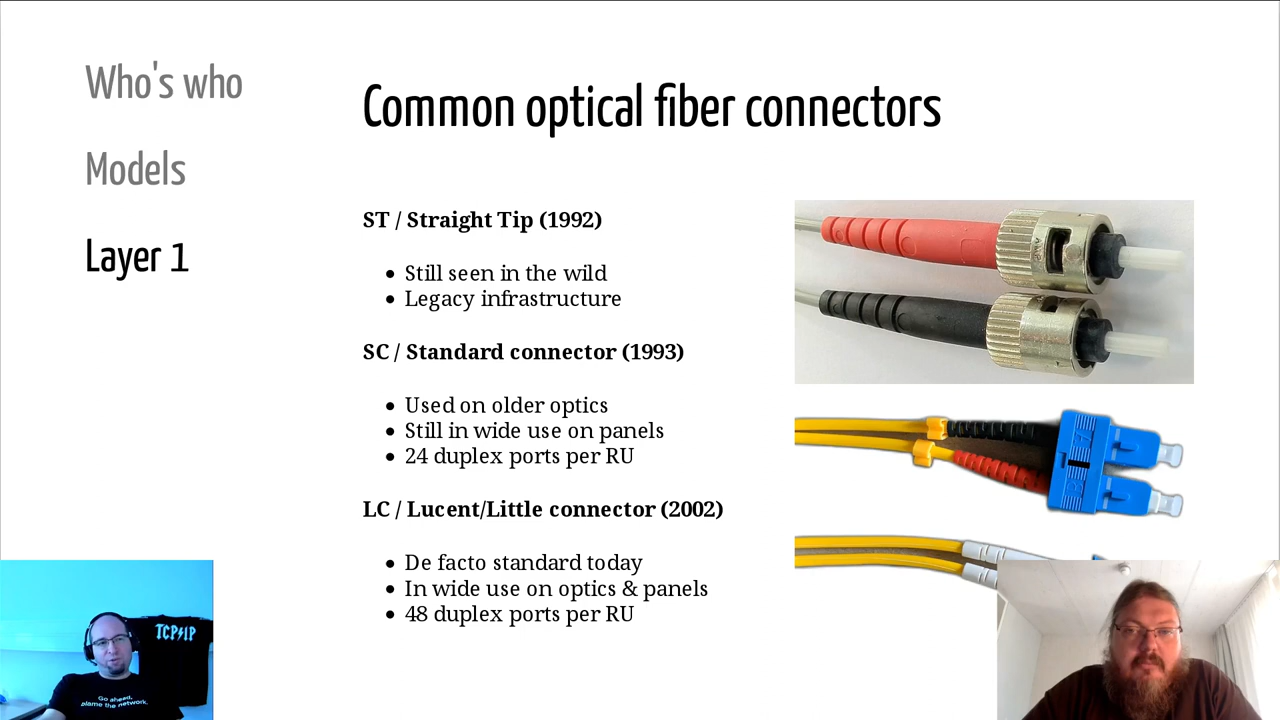 Who's who
Models
Layer 1
Common optical fiber connectors
ST / Straight Tip (1992)
Still seen in the wild
Legacy infrastructure
SC / Standard connector (1993)
Used on older optics
Still in wide use on panels
24 duplex ports per RU
LC / Lucent/Little connector (2002)
De facto standard today
In wide use on optics & panels
48 duplex ports per RU
TCP/IP
Go ahead,
blame the network.